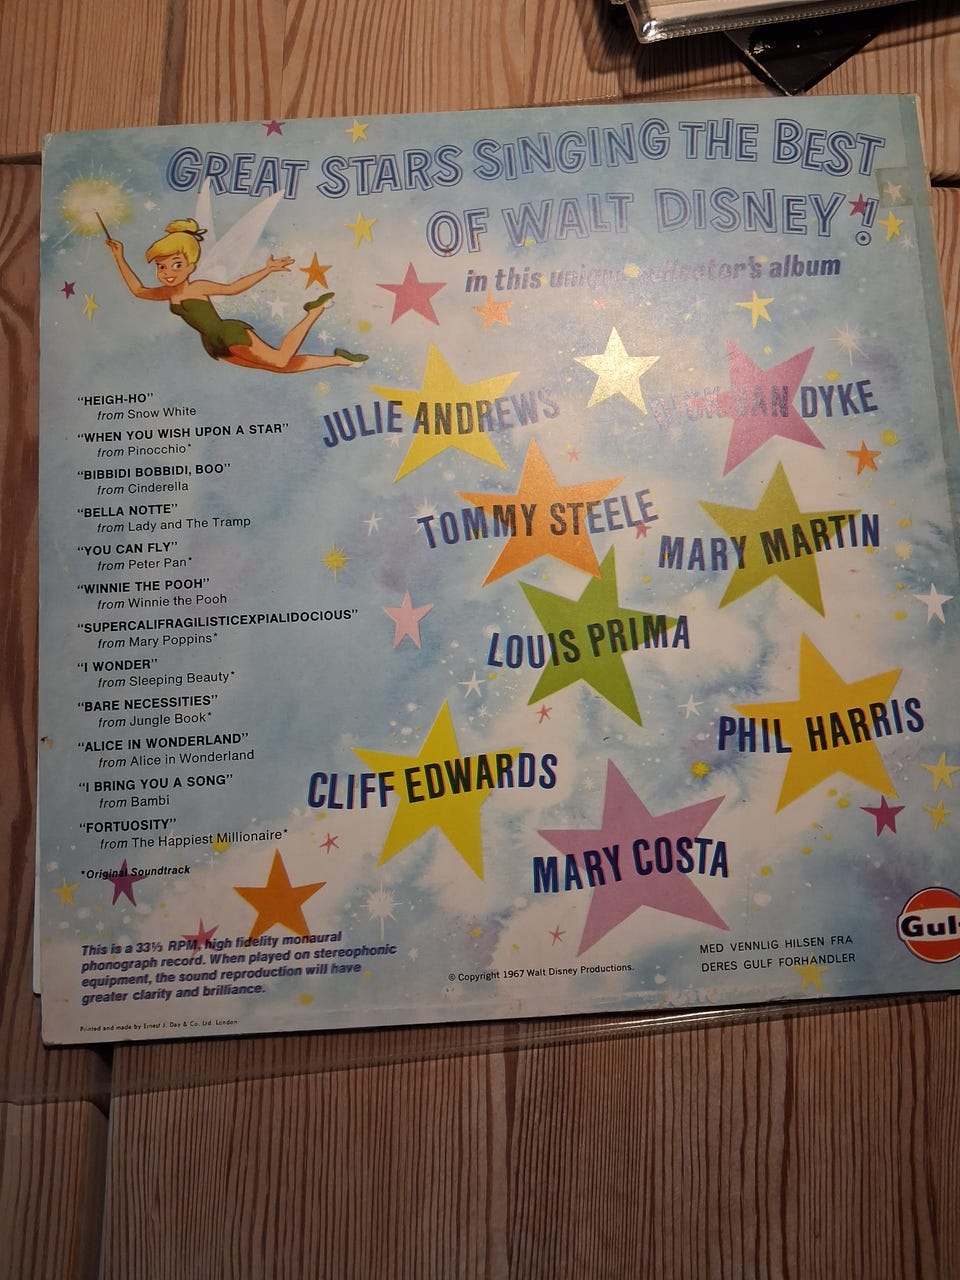 GREAT STARS SINGING THE BEST
OF WALT DISNEY!
in this unique collector's album
"HEIGH-HO"
from Snow White
"WHEN YOU WISH UPON A STAR"
from Pinocchio*
"BIBBIDI BOBBIDI, BOO"
from Cinderella
"BELLA NOTTE"
from Lady and The Tramp
"YOU CAN FLY"
from Peter Pan*
"WINNIE THE POOH"
from Winnie the Pooh
"SUPERCALIFRAGILISTICEXPIALIDOCIOUS"
from Mary Poppins*
"I WONDER"
from Sleeping Beauty*
"BARE NECESSITIES"
from Jungle Book*
"ALICE IN WONDERLAND"
from Alice in Wonderland
"I BRING YOU A SONG"
from Bambi
"FORTUOSITY"
from The Happiest Millionaire*
*Original Soundtrack
JULIE ANDREWS
DICK VAN DYKE
TOMMY STEELE
MARY MARTIN
LOUIS PRIMA
PHIL HARRIS
CLIFF EDWARDS
MARY COSTA
This is a 33⅓ RPM, high fidelity monaural
phonograph record. When played on stereophonic
equipment, the sound reproduction will have
greater clarity and brilliance.
© Copyright 1967 Walt Disney Productions.
MED VENNLIG HILSEN FRA
DERES GULF FORHANDLER
Gul
Printed and made by Ernest J. Day & Co. Ltd. London